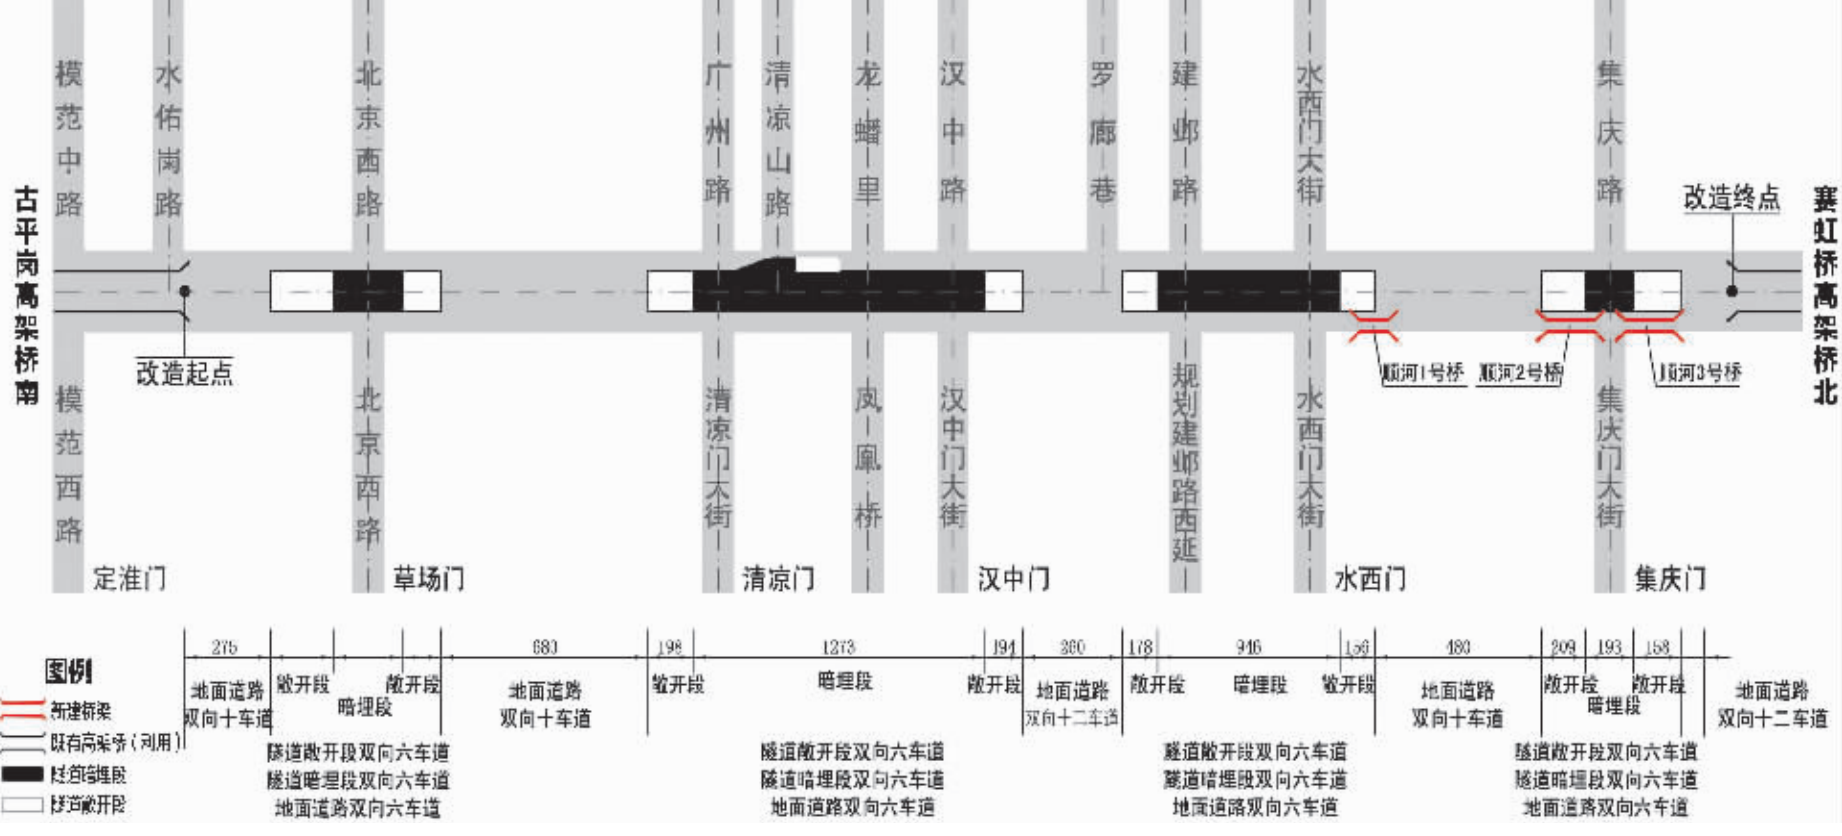 模范中路
水佑岗路
北京西路
广州路
清凉山路
龙蟠里
汉中路
罗廊巷
建邺路
水西门大街
集庆路
古平岗高架桥南
改造起点
改造终点
赛虹桥高架桥北
顺河1号桥
顺河2号桥
顺河3号桥
模范西路
北京西路
清凉门大街
凤凰桥
汉中门大街
规划建邺路西延
水西门大街
集庆门大街
定淮门
草场门
清凉门
汉中门
水西门
集庆门
275
680
198
1273
194
260
178
946
156
480
209
193
158
地面道路
双向十车道
敞开段
暗埋段
敞开段
地面道路
双向十车道
敞开段
暗埋段
敞开段
地面道路
双向十二车道
敞开段
暗埋段
敞开段
地面道路
双向十车道
敞开段
暗埋段
敞开段
地面道路
双向十二车道
隧道敞开段双向六车道
隧道暗埋段双向六车道
地面道路双向六车道
隧道敞开段双向六车道
隧道暗埋段双向六车道
地面道路双向六车道
隧道敞开段双向六车道
隧道暗埋段双向六车道
地面道路双向六车道
隧道敞开段双向六车道
隧道暗埋段双向六车道
地面道路双向六车道
图例
新建桥梁
既有高架桥(利用)
隧道暗埋段
隧道敞开段